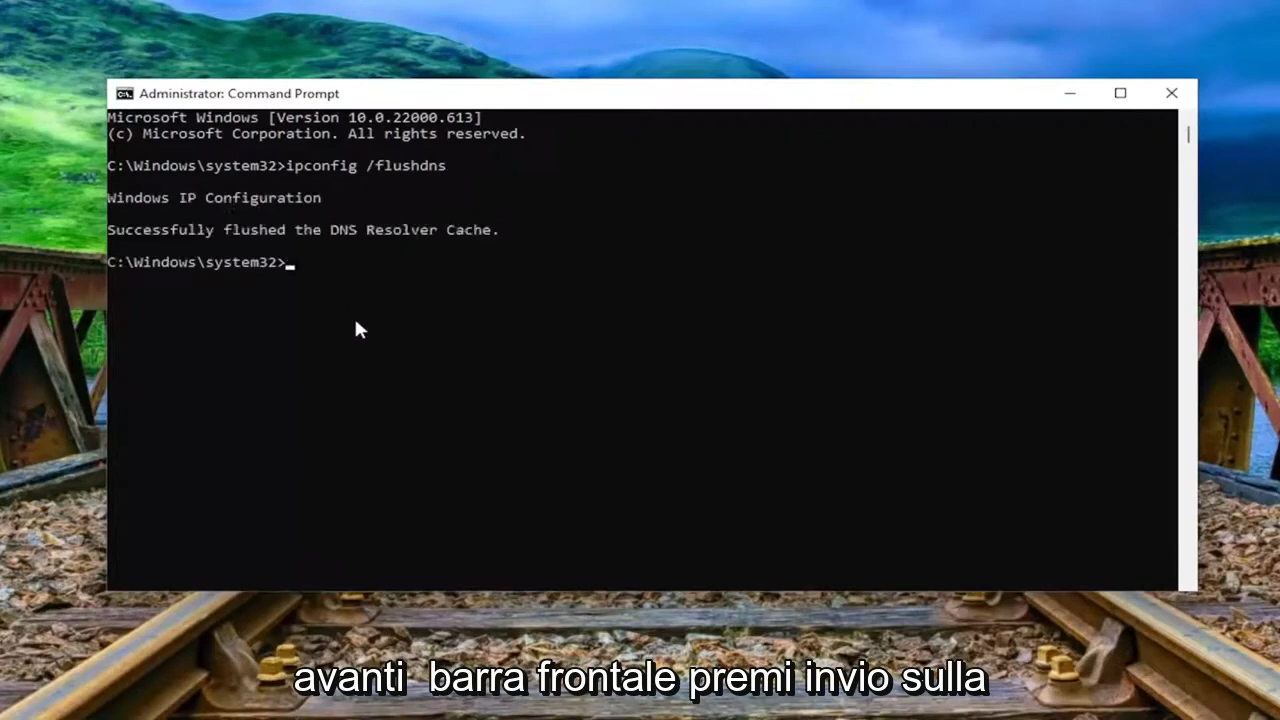 Administrator: Command Prompt
Microsoft Windows [Version 10.0.22000.613]
(c) Microsoft Corporation. All rights reserved.
C:\Windows\system32>ipconfig /flushdns
Windows IP Configuration
Successfully flushed the DNS Resolver Cache.
C:\Windows\system32>
avanti barra frontale premi invio sulla